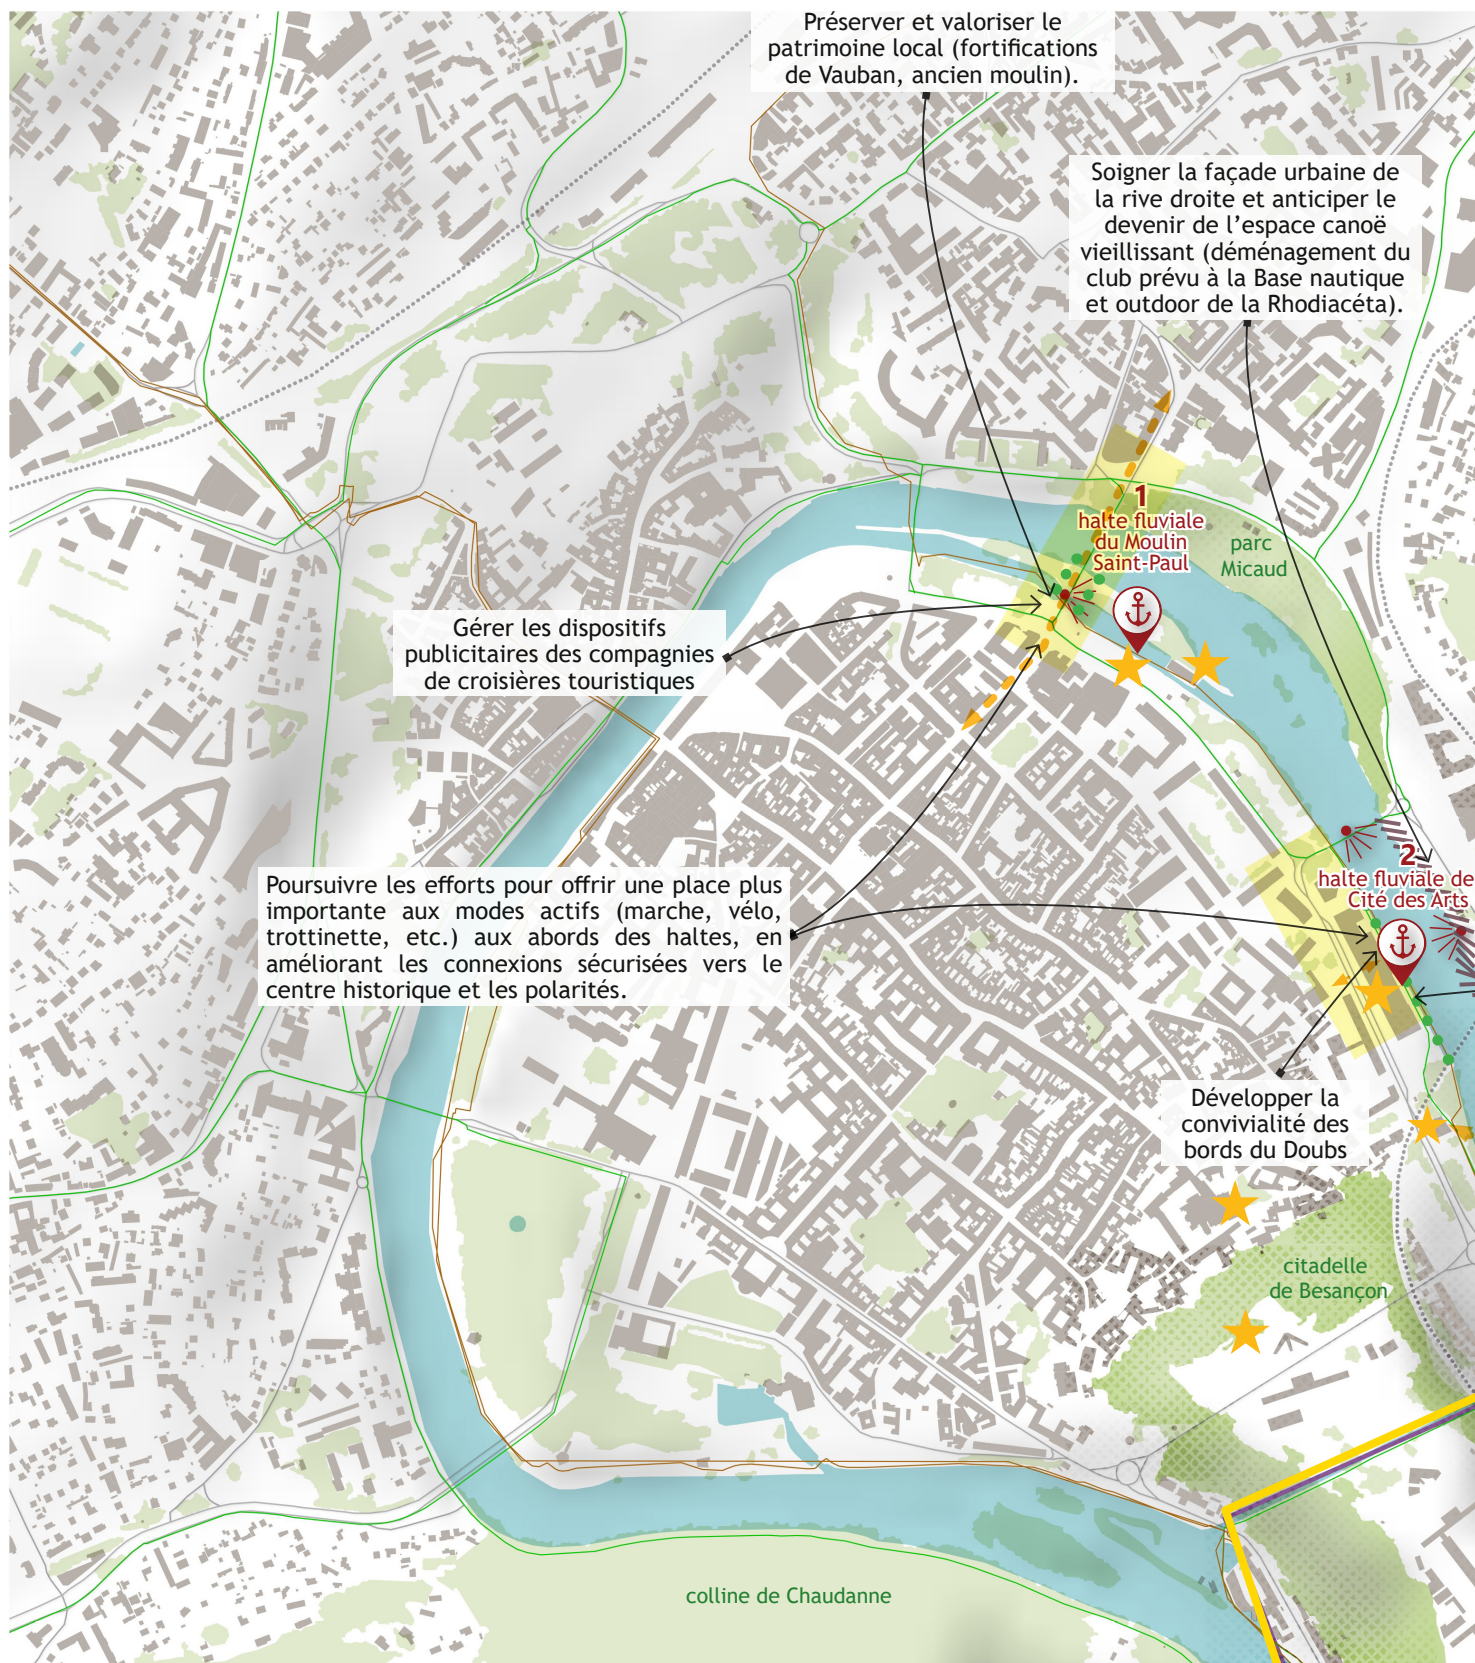 Préserver et valoriser le
patrimoine local (fortifications
de Vauban, ancien moulin).
Soigner la façade urbaine de
la rive droite et anticiper le
devenir de l’espace canoë
vieillissant (déménagement du
club prévu à la Base nautique
et outdoor de la Rhodiacéta).
1
halte fluviale
du Moulin
Saint-Paul
parc
Micaud
Gérer les dispositifs
publicitaires des compagnies
de croisières touristiques
2
halte fluviale de
Cité des Arts
Poursuivre les efforts pour offrir une place plus
importante aux modes actifs (marche, vélo,
trottinette, etc.) aux abords des haltes, en
améliorant les connexions sécurisées vers le
centre historique et les polarités.
Développer la
convivialité des
bords du Doubs
citadelle
de Besançon
colline de Chaudanne